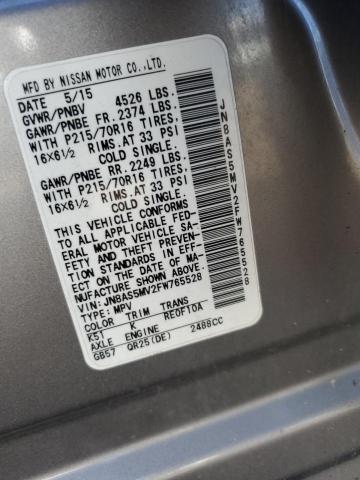 MFD BY NISSAN MOTOR CO.,LTD.
DATE 5/15
GVWR/PNBV 4526 LBS.
GAWR/PNBE FR. 2374 LBS.
WITH P215/70R16 TIRES,
16X6½ RIMS.AT 33 PSI
COLD SINGLE.
GAWR/PNBE RR. 2249 LBS.
WITH P215/70R16 TIRES,
16X6½ RIMS.AT 33 PSI
COLD SINGLE.
THIS VEHICLE CONFORMS
TO ALL APPLICABLE FED-
ERAL MOTOR VEHICLE SA-
FETY AND THEFT PREVEN-
TION STANDARDS IN EFF-
ECT ON THE DATE OF MA-
NUFACTURE SHOWN ABOVE.
VIN: JN8AS5MV2FW765528
TYPE: MPV
COLOR TRIM TRANS
K51 K RE0F10A
AXLE ENGINE
GB57 QR25(DE) 2488CC
JN8AS5MV2FW765528